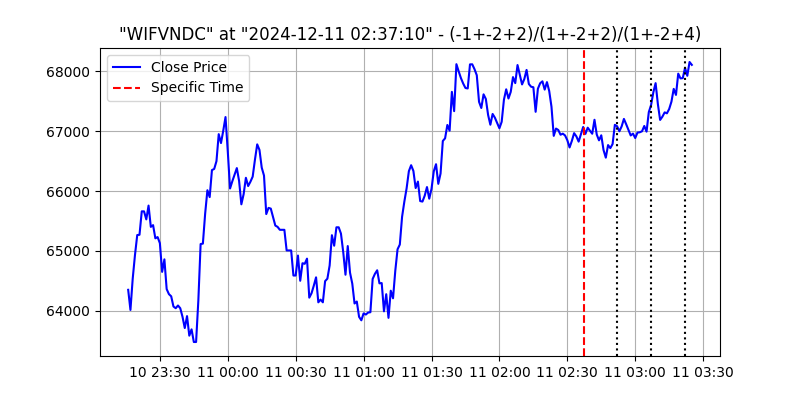 "WIFVNDC" at "2024-12-11 02:37:10" - (-1+-2+2)/(1+-2+2)/(1+-2+4)
Close Price
Specific Time
68000
67000
66000
65000
64000
10 23:30 11 00:00 11 00:30 11 01:00 11 01:30 11 02:00 11 02:30 11 03:00 11 03:30